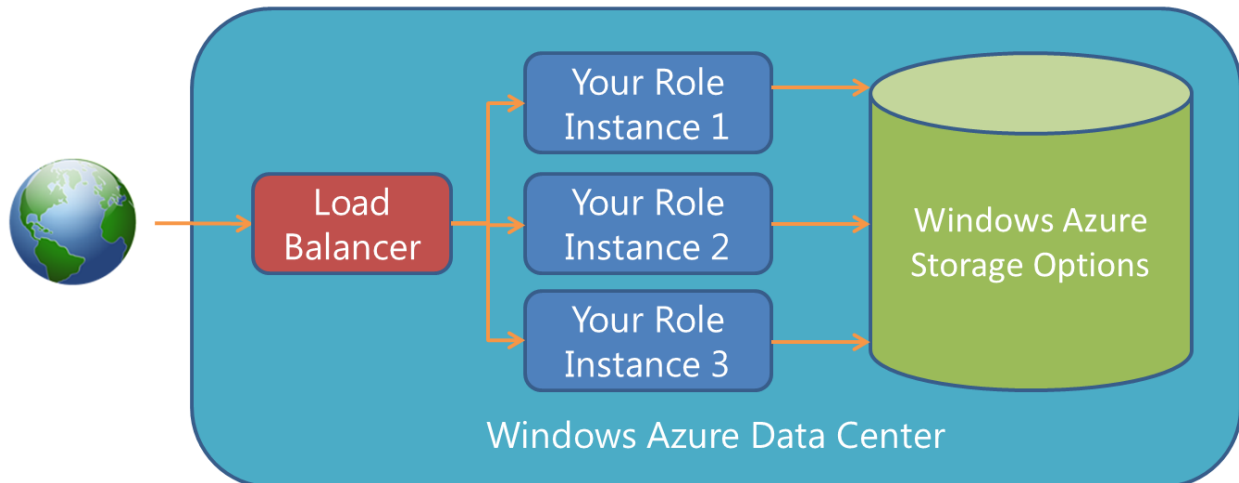 Your Role
Instance 1
Load
Balancer
Your Role
Instance 2
Your Role
Instance 3
Windows Azure
Storage Options
Windows Azure Data Center